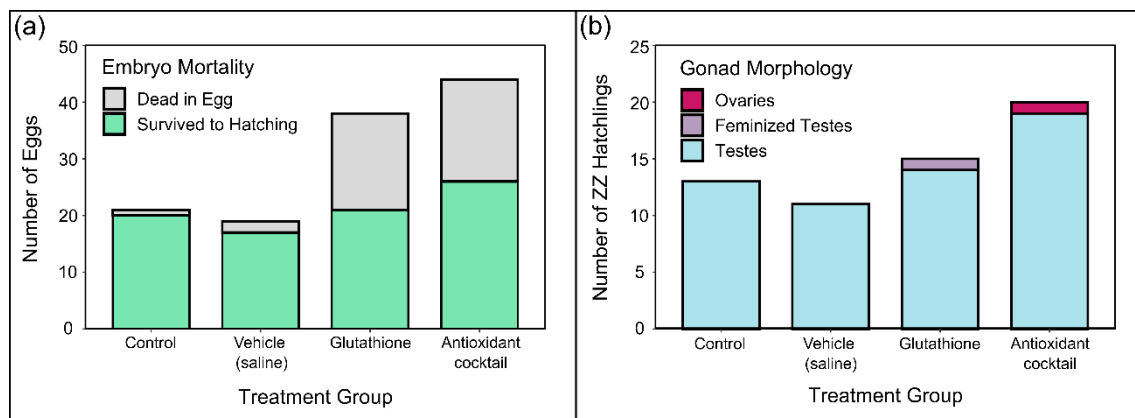 (a)
Embryo Mortality
Dead in Egg
Survived to Hatching
Number of Eggs
50
40
30
20
10
0
Control
Vehicle
(saline)
Glutathione
Antioxidant
cocktail
Treatment Group
(b)
Gonad Morphology
Ovaries
Feminized Testes
Testes
Number of ZZ Hatchlings
25
20
15
10
5
0
Control
Vehicle
(saline)
Glutathione
Antioxidant
cocktail
Treatment Group